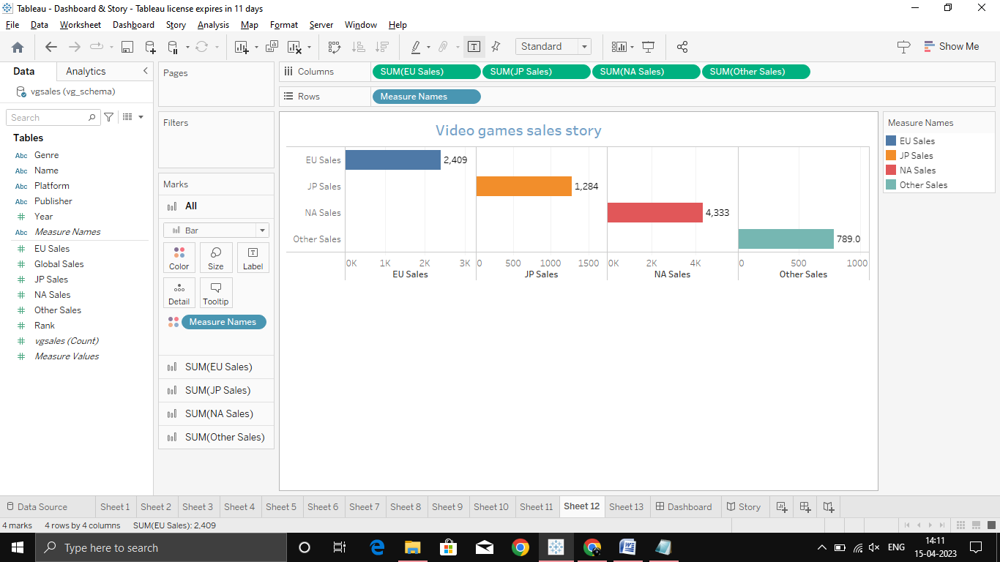 Tableau - Dashboard & Story - Tableau license expires in 11 days
File Data Worksheet Dashboard Story Analysis Map Format Server Window Help
Standard
Show Me
Data Analytics
vgsales (vg_schema)
Search
Tables
Abc Genre
Abc Name
Abc Platform
Abc Publisher
# Year
Abc Measure Names
# EU Sales
# Global Sales
# JP Sales
# NA Sales
# Other Sales
# Rank
# vgsales (Count)
# Measure Values
Pages
Filters
Marks
All
Bar
Color Size Label
Detail Tooltip
Measure Names
SUM(EU Sales)
SUM(JP Sales)
SUM(NA Sales)
SUM(Other Sales)
Columns SUM(EU Sales) SUM(JP Sales) SUM(NA Sales) SUM(Other Sales)
Rows Measure Names
Video games sales story
EU Sales 2,409
JP Sales 1,284
NA Sales 4,333
Other Sales 789.0
0K 1K 2K 3K 0 500 1000 1500 0K 2K 4K 0 500 1000
EU Sales JP Sales NA Sales Other Sales
Measure Names
EU Sales
JP Sales
NA Sales
Other Sales
Data Source Sheet 1 Sheet 2 Sheet 3 Sheet 4 Sheet 5 Sheet 6 Sheet 7 Sheet 8 Sheet 9 Sheet 10 Sheet 11 Sheet 12 Sheet 13 Dashboard Story
4 marks 4 rows by 4 columns SUM(EU Sales): 2,409
Type here to search
ENG
14:11
15-04-2023